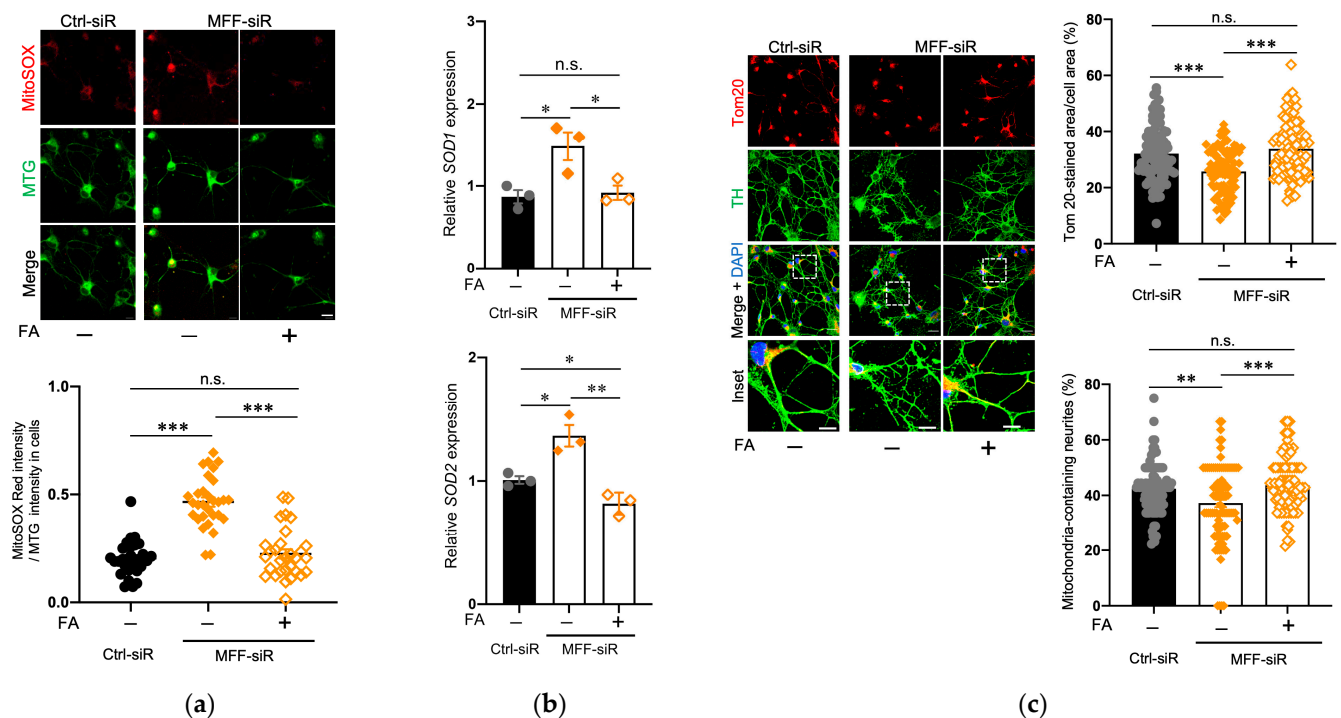 Ctrl-siR
MFF-siR
MitoSOX
MTG
Merge
FA
−
−
+
MitoSOX Red intensity
/ MTG intensity in cells
1.0
0.5
0.0
n.s.
***
***
FA
−
−
+
Ctrl-siR
MFF-siR
(a)
Relative SOD1 expression
3
2
1
0
n.s.
*
*
FA
−
−
+
Ctrl-siR
MFF-siR
Relative SOD2 expression
2
1
0
*
*
**
FA
−
−
+
Ctrl-siR
MFF-siR
(b)
Ctrl-siR
MFF-siR
Tom20
TH
Merge + DAPI
Inset
FA
−
−
+
Tom 20-stained area/cell area (%)
80
60
40
20
0
n.s.
***
***
FA
−
−
+
Ctrl-siR
MFF-siR
Mitochondria-containing neurites (%)
80
60
40
20
0
n.s.
**
***
FA
−
−
+
Ctrl-siR
MFF-siR
(c)